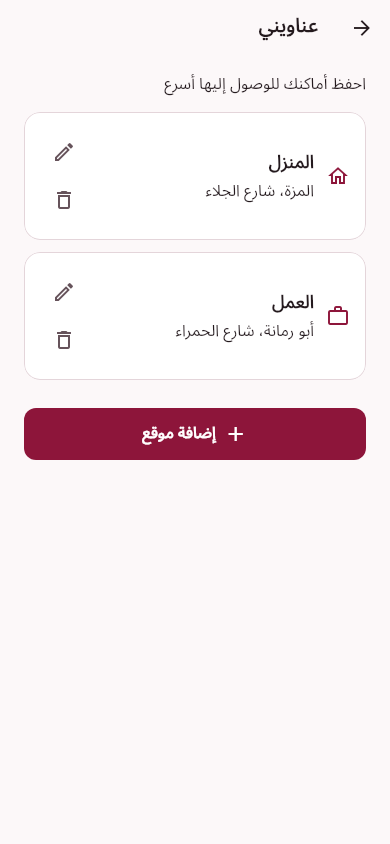 عناويني
احفظ أماكنك للوصول إليها أسرع
المنزل
المزة، شارع الجلاء
العمل
أبو رمانة، شارع الحمراء
إضافة موقع